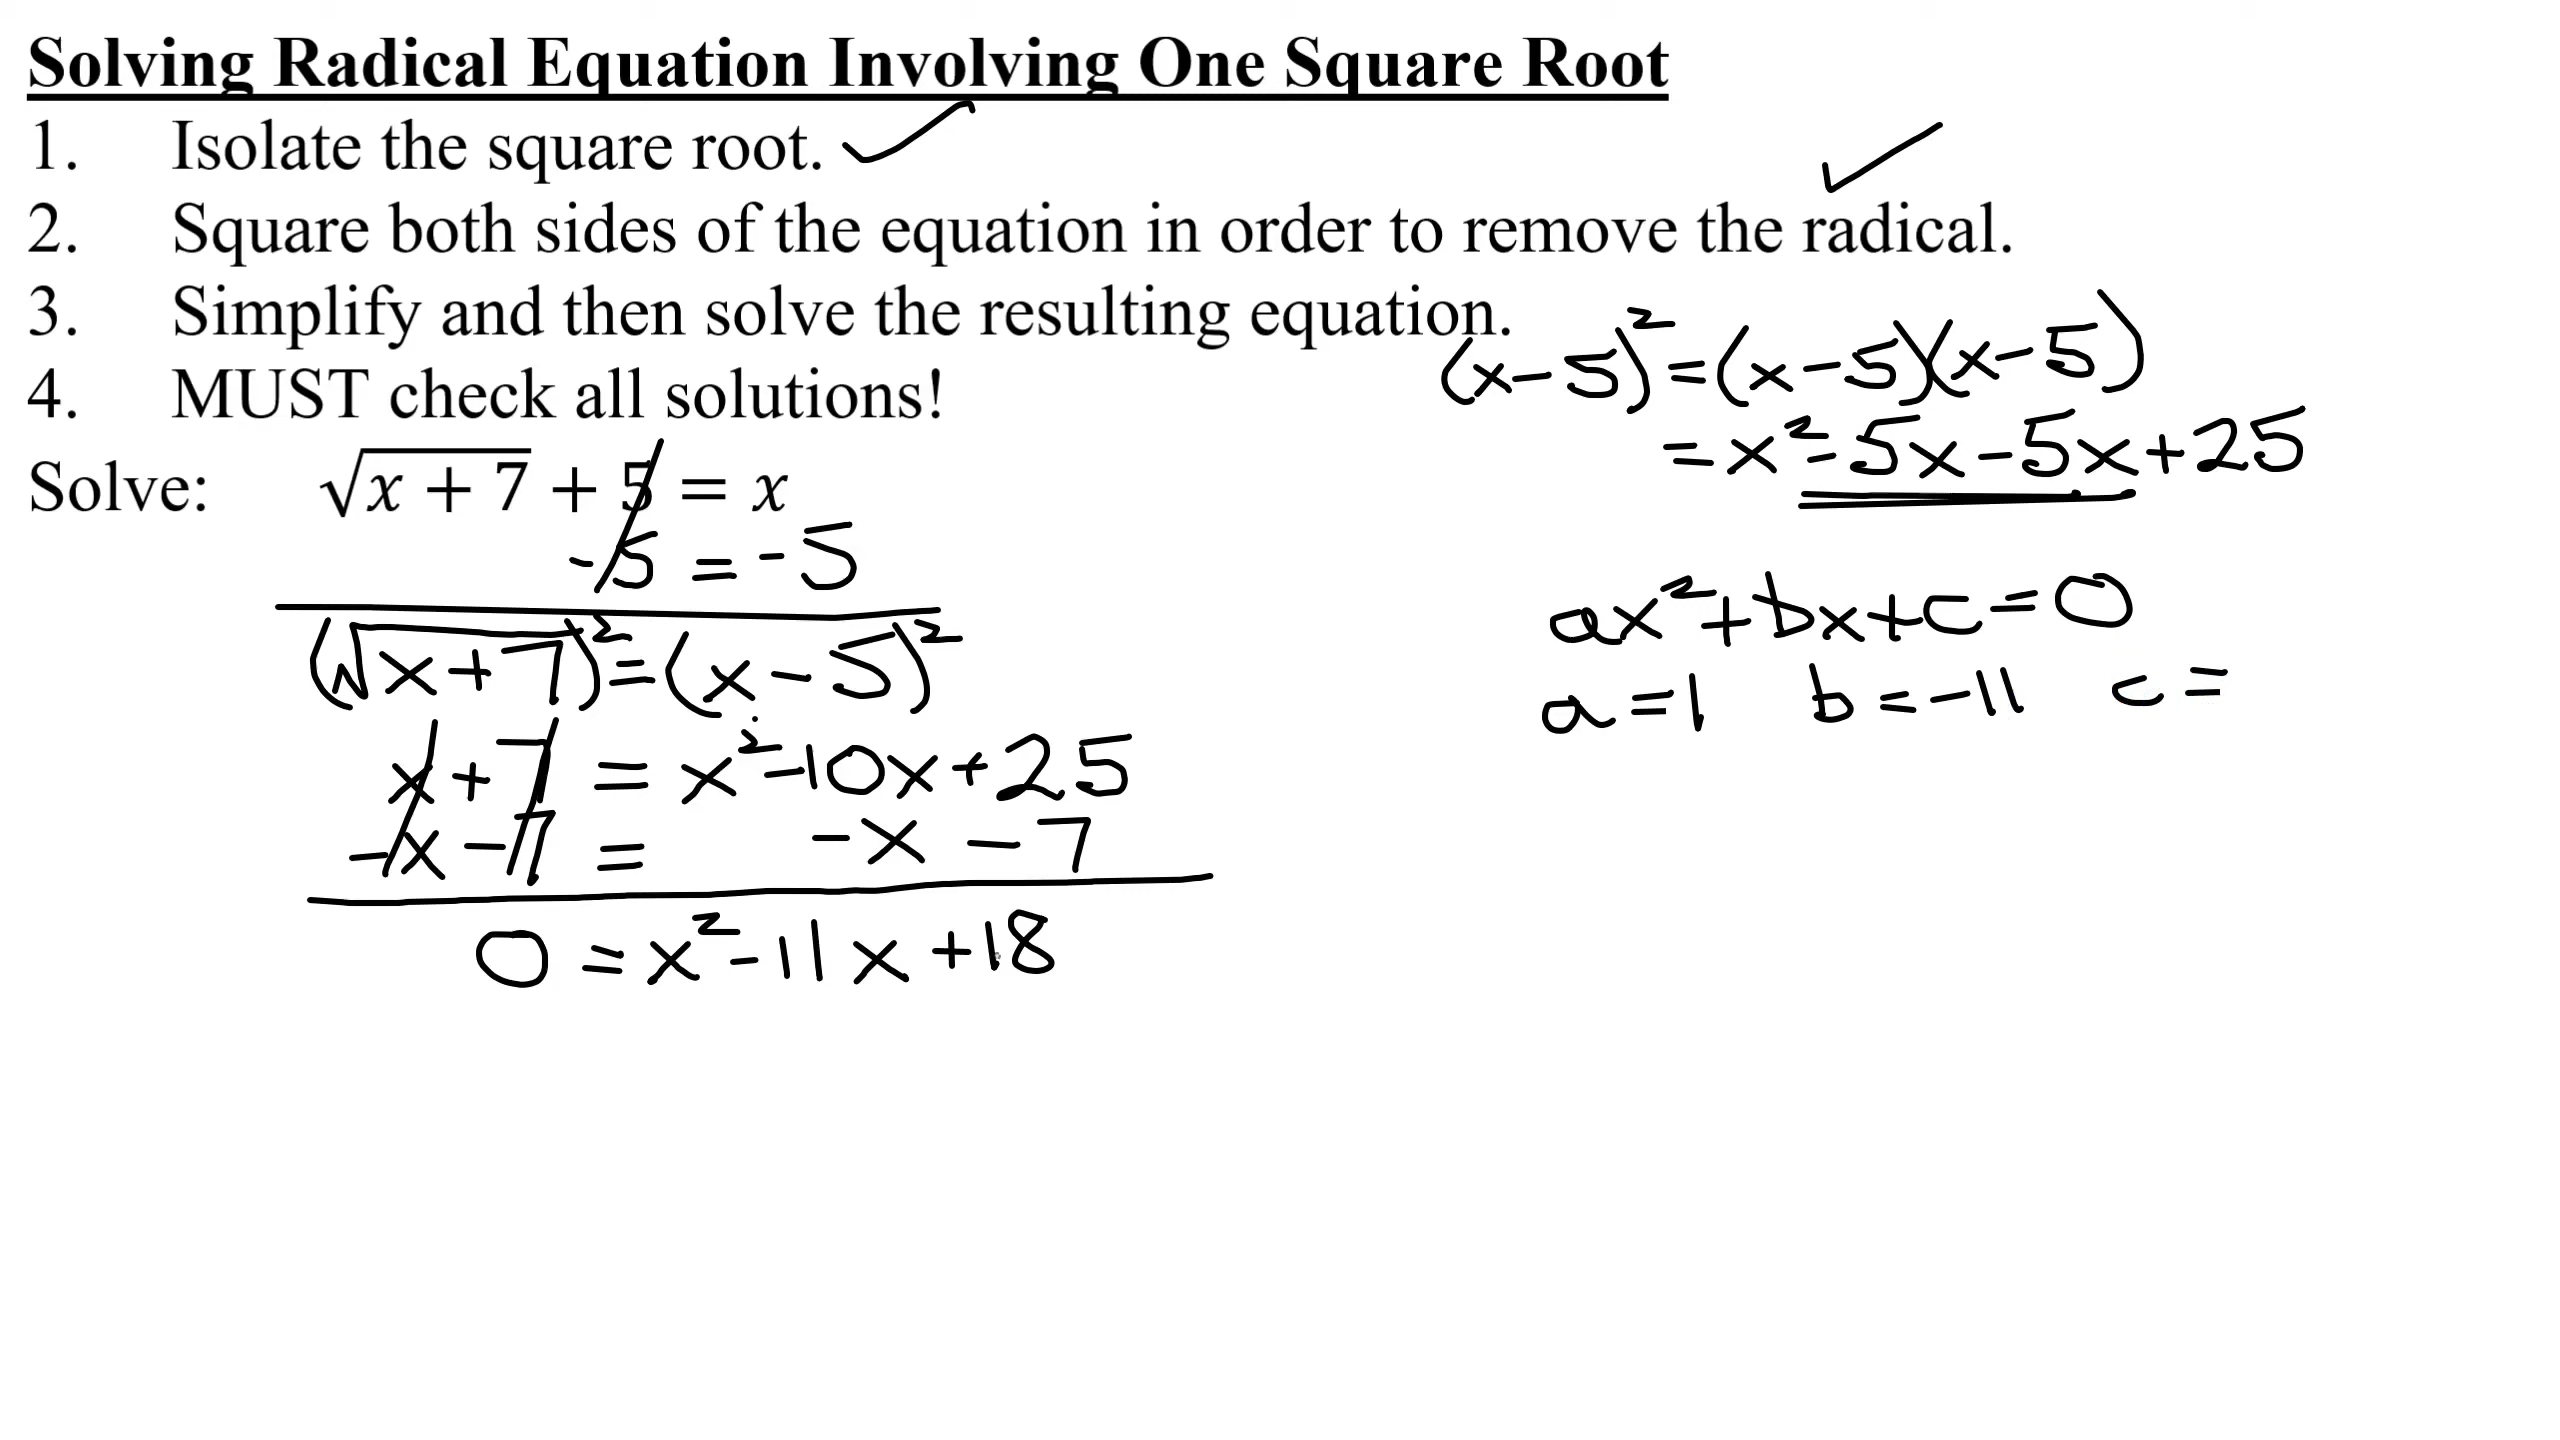 Solving Radical Equation Involving One Square Root
1. Isolate the square root. ✓
2. Square both sides of the equation in order to remove the radical. ✓
3. Simplify and then solve the resulting equation.
4. MUST check all solutions!
Solve: √(x + 7) + 5 = x
-5 = -5
(√(x+7))² = (x-5)²
x+7 = x²-10x+25
-x-7 = -x -7
0 = x²-11x+18
(x-5)² = (x-5)(x-5)
= x²-5x-5x+25
ax²+bx+c=0
a=1 b=-11 c=